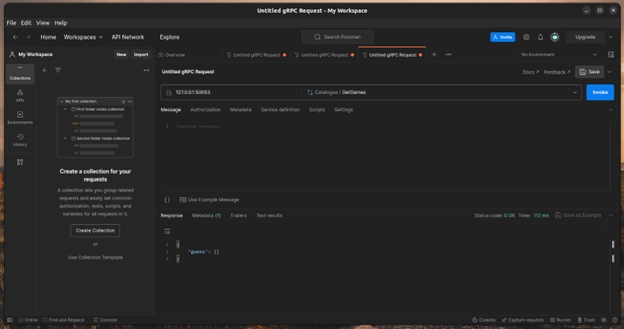 Untitled gRPC Request - My Workspace
File Edit View Help
Home Workspaces API Network Explore Search Postman Invite Upgrade
My Workspace New Import Overview Untitled gRPC Request Untitled gRPC Request Untitled gRPC Request No Environment
Collections
APIs
Environments
History
My first collection
First folder inside collection
Second folder inside collection
Create a collection for your
requests
A collection lets you group related
requests and easily set common
authorization, tests, scripts, and
variables for all requests in it.
Create Collection
or
Use Collection Template
Untitled gRPC Request Docs Feedback Save
127.0.0.1:50053 Catalogue / GetGames Invoke
Message Authorization Metadata Service definition Scripts Settings
1 Compose message
Use Example Message
Response Metadata (1) Trailers Test results Status code: 0 OK Time: 112 ms Save as Example
1 {
2 "games": []
3 }
Online Find and Replace Console Cookies Capture requests Runner Trash